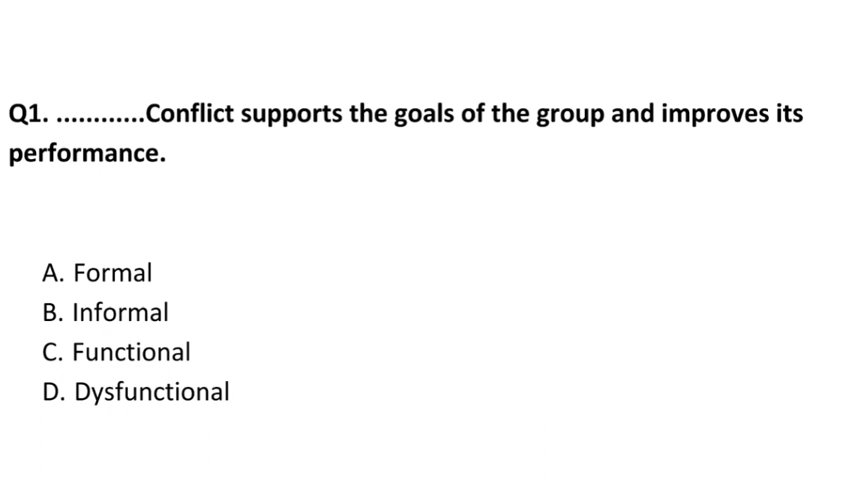 Q1. ............Conflict supports the goals of the group and improves its
performance.
A. Formal
B. Informal
C. Functional
D. Dysfunctional